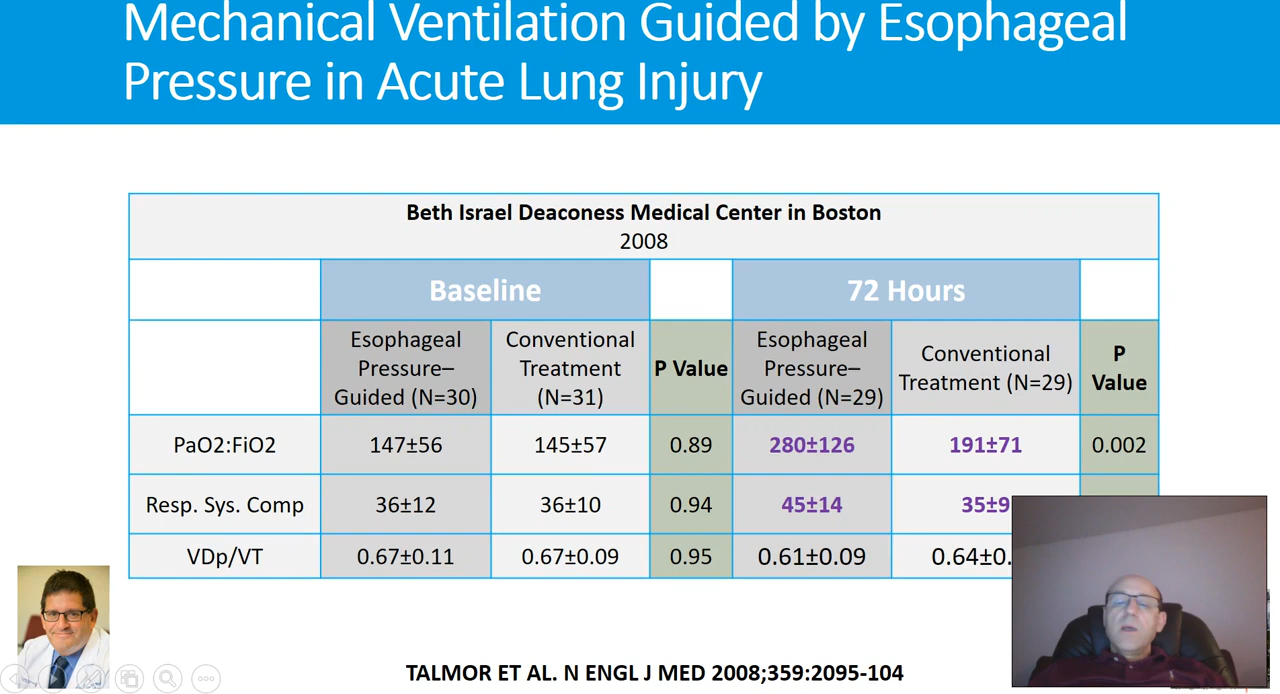 Mechanical Ventilation Guided by Esophageal
Pressure in Acute Lung Injury
Beth Israel Deaconess Medical Center in Boston
2008
Baseline
72 Hours
Esophageal
Pressure–
Guided (N=30)
Conventional
Treatment
(N=31)
P Value
Esophageal
Pressure–
Guided (N=29)
Conventional
Treatment (N=29)
P
Value
PaO2:FiO2 147±56 145±57 0.89 280±126 191±71 0.002
Resp. Sys. Comp 36±12 36±10 0.94 45±14 35±9
VDp/VT 0.67±0.11 0.67±0.09 0.95 0.61±0.09 0.64±0.
TALMOR ET AL. N ENGL J MED 2008;359:2095-104